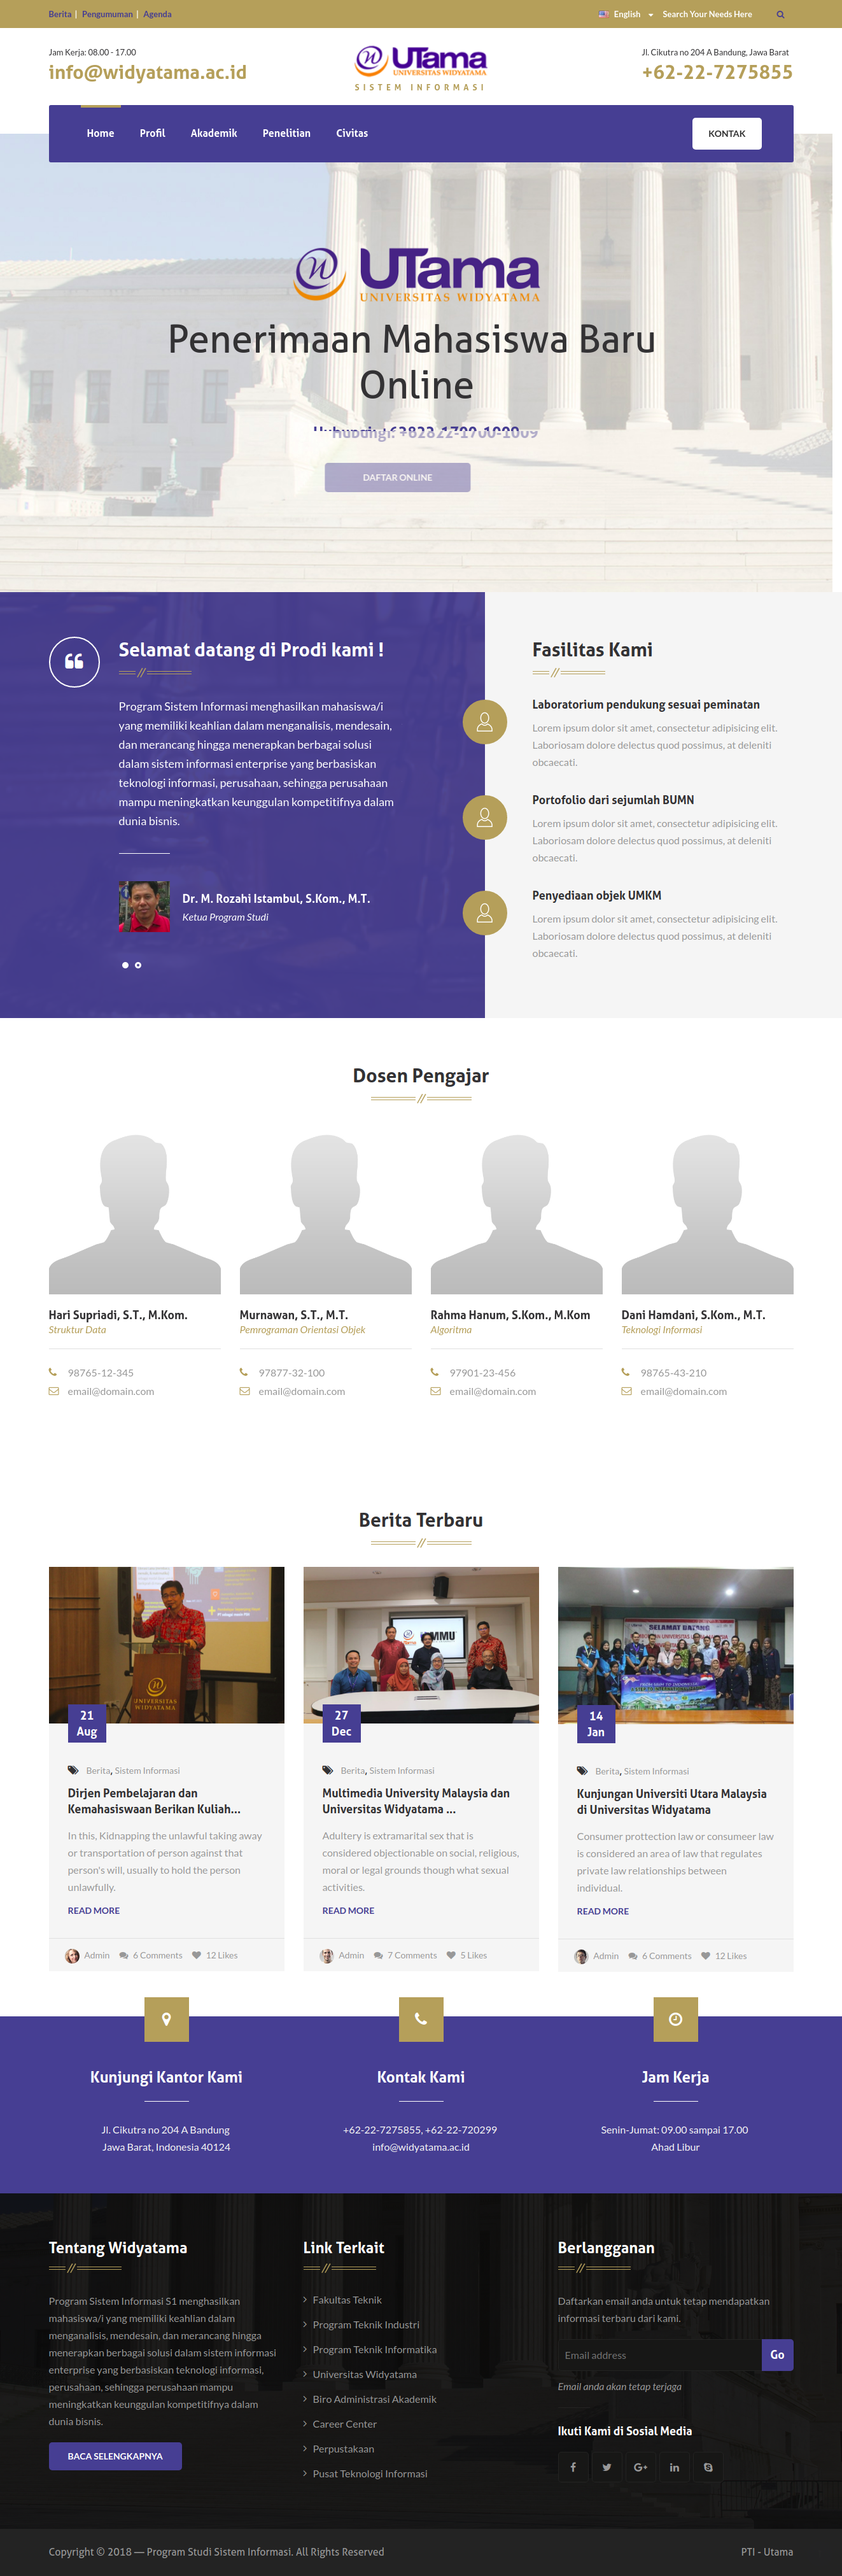 Berita | Pengumuman | Agenda
English
Search Your Needs Here
Jam Kerja: 08.00 - 17.00
info@widyatama.ac.id
UTama
UNIVERSITAS WIDYATAMA
SISTEM INFORMASI
Jl. Cikutra no 204 A Bandung, Jawa Barat
+62-22-7275855
Home
Profil
Akademik
Penelitian
Civitas
KONTAK
UTama
UNIVERSITAS WIDYATAMA
Penerimaan Mahasiswa Baru
Online
Hubungi: +62822-1700-1009
DAFTAR ONLINE
Selamat datang di Prodi kami !
Program Sistem Informasi menghasilkan mahasiswa/i
yang memiliki keahlian dalam menganalisis, mendesain,
dan merancang hingga menerapkan berbagai solusi
dalam sistem informasi enterprise yang berbasiskan
teknologi informasi, perusahaan, sehingga perusahaan
mampu meningkatkan keunggulan kompetitifnya dalam
dunia bisnis.
Dr. M. Rozahi Istambul, S.Kom., M.T.
Ketua Program Studi
Fasilitas Kami
Laboratorium pendukung sesuai peminatan
Lorem ipsum dolor sit amet, consectetur adipisicing elit.
Laboriosam dolore delectus quod possimus, at deleniti
obcaecati.
Portofolio dari sejumlah BUMN
Lorem ipsum dolor sit amet, consectetur adipisicing elit.
Laboriosam dolore delectus quod possimus, at deleniti
obcaecati.
Penyediaan objek UMKM
Lorem ipsum dolor sit amet, consectetur adipisicing elit.
Laboriosam dolore delectus quod possimus, at deleniti
obcaecati.
Dosen Pengajar
Hari Supriadi, S.T., M.Kom.
Struktur Data
98765-12-345
email@domain.com
Murnawan, S.T., M.T.
Pemrograman Orientasi Objek
97877-32-100
email@domain.com
Rahma Hanum, S.Kom., M.Kom
Algoritma
97901-23-456
email@domain.com
Dani Hamdani, S.Kom., M.T.
Teknologi Informasi
98765-43-210
email@domain.com
Berita Terbaru
UNIVERSITAS
WIDYATAMA
21
Aug
Berita, Sistem Informasi
Dirjen Pembelajaran dan
Kemahasiswaan Berikan Kuliah...
In this, Kidnapping the unlawful taking away
or transportation of person against that
person's will, usually to hold the person
unlawfully.
READ MORE
Admin
6 Comments
12 Likes
MMU
27
Dec
Berita, Sistem Informasi
Multimedia University Malaysia dan
Universitas Widyatama ...
Adultery is extramarital sex that is
considered objectionable on social, religious,
moral or legal grounds though what sexual
activities.
READ MORE
Admin
7 Comments
5 Likes
SELAMAT DATANG
14
Jan
Berita, Sistem Informasi
Kunjungan Universiti Utara Malaysia
di Universitas Widyatama
Consumer prottection law or consumeer law
is considered an area of law that regulates
private law relationships between
individual.
READ MORE
Admin
6 Comments
12 Likes
Kunjungi Kantor Kami
Jl. Cikutra no 204 A Bandung
Jawa Barat, Indonesia 40124
Kontak Kami
+62-22-7275855, +62-22-720299
info@widyatama.ac.id
Jam Kerja
Senin-Jumat: 09.00 sampai 17.00
Ahad Libur
Tentang Widyatama
Program Sistem Informasi S1 menghasilkan
mahasiswa/i yang memiliki keahlian dalam
menganalisis, mendesain, dan merancang hingga
menerapkan berbagai solusi dalam sistem informasi
enterprise yang berbasiskan teknologi informasi,
perusahaan, sehingga perusahaan mampu
meningkatkan keunggulan kompetitifnya dalam
dunia bisnis.
BACA SELENGKAPNYA
Link Terkait
Fakultas Teknik
Program Teknik Industri
Program Teknik Informatika
Universitas Widyatama
Biro Administrasi Akademik
Career Center
Perpustakaan
Pusat Teknologi Informasi
Berlangganan
Daftarkan email anda untuk tetap mendapatkan
informasi terbaru dari kami.
Email address
Go
Email anda akan tetap terjaga
Ikuti Kami di Sosial Media
Copyright © 2018 — Program Studi Sistem Informasi. All Rights Reserved
PTI - Utama